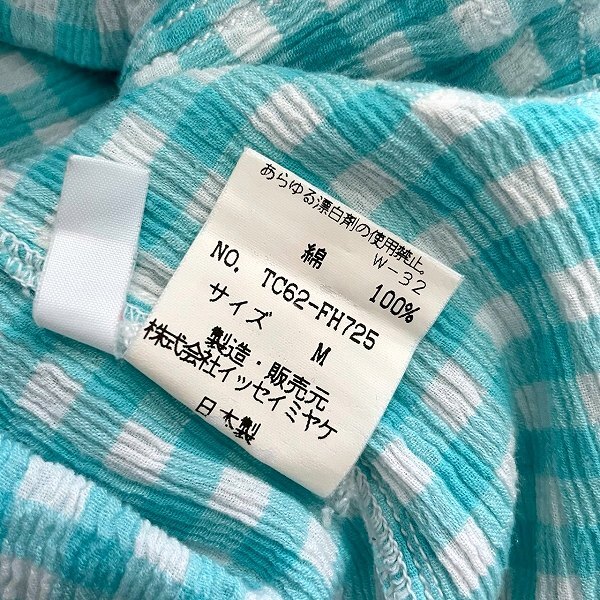 あらゆる漂白剤の使用禁止。
W-32
綿 100%
NO. TC62-FH725
サイズ M
製造・販売元
株式会社イッセイミヤケ
日本製